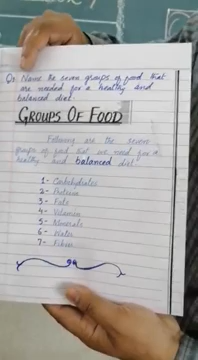 Q: Name the seven groups of food that
are needed for a healthy and
balanced diet.
GROUPS OF FOOD
Following are the seven
groups of food that we need for a
healthy and balanced diet.
1- Carbohydrates
2- Proteins
3- Fats
4- Vitamin
5- Minerals
6- Water
7- Fibres